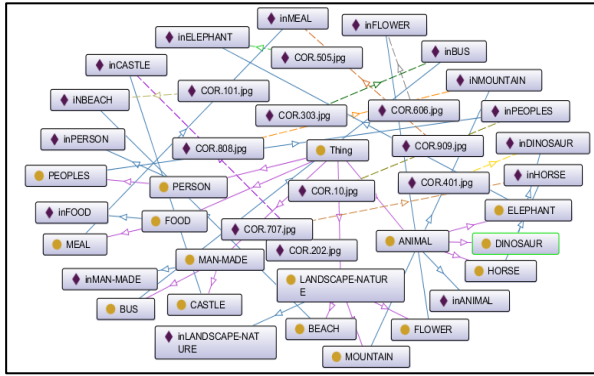 inMEAL
inFLOWER
inELEPHANT
inBUS
inCASTLE
COR.505.jpg
iNMOUNTAIN
iNBEACH
COR.101.jpg
COR.303.jpg
COR.606.jpg
inPEOPLES
inPERSON
COR.808.jpg
Thing
COR.909.jpg
inDINOSAUR
PEOPLES
PERSON
COR.10.jpg
COR.401.jpg
inHORSE
inFOOD
FOOD
ELEPHANT
MEAL
COR.707.jpg
COR.202.jpg
ANIMAL
DINOSAUR
MAN-MADE
HORSE
inMAN-MADE
LANDSCAPE-NATUR
E
BUS
CASTLE
inANIMAL
inLANDSCAPE-NAT
URE
BEACH
FLOWER
MOUNTAIN